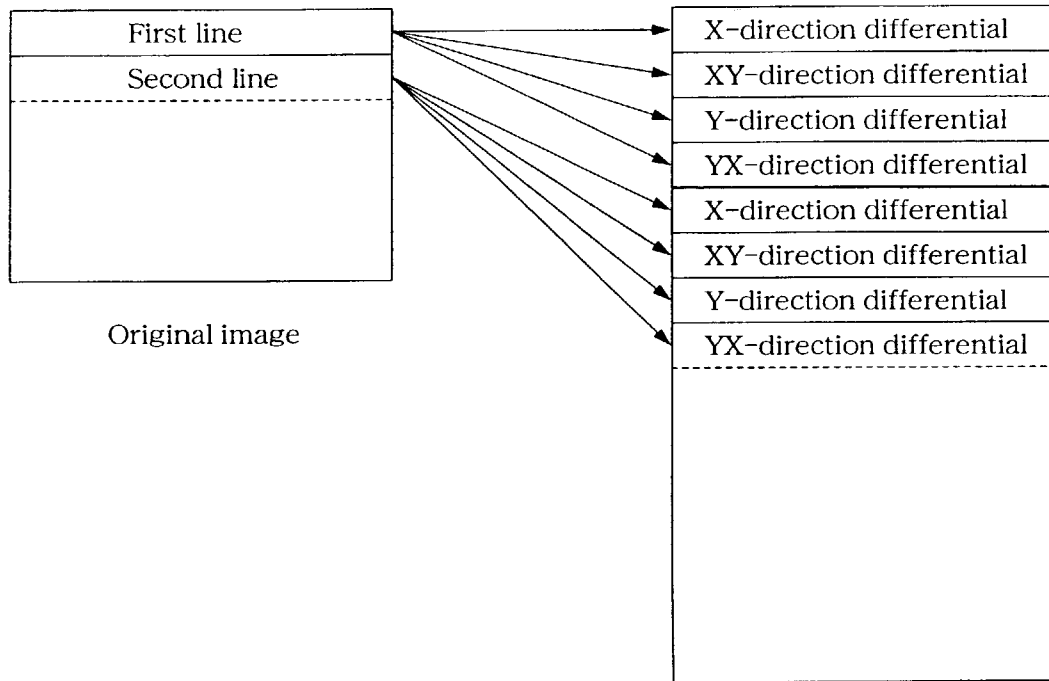 First line
Second line
Original image
X-direction differential
XY-direction differential
Y-direction differential
YX-direction differential
X-direction differential
XY-direction differential
Y-direction differential
YX-direction differential